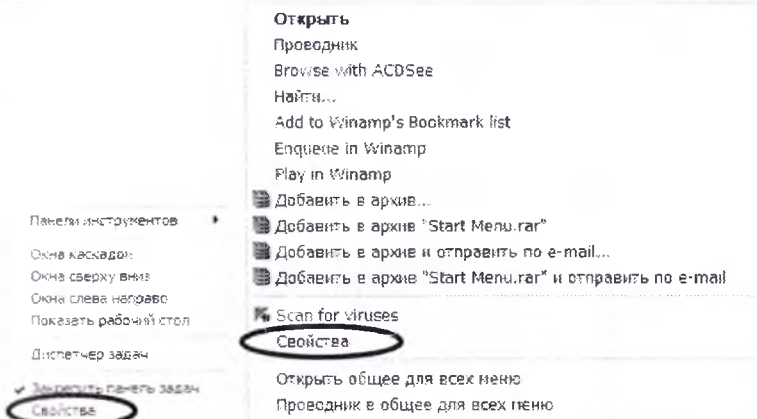 Открыть
Проводник
Browse with ACDSee
Найти...
Add to Winamp's Bookmark list
Enqueue in Winamp
Play in Winamp
Добавить в архив...
Добавить в архив "Start Menu.rar"
Добавить в архив и отправить по e-mail...
Добавить в архив "Start Menu.rar" и отправить по e-mail
Scan for viruses
Свойства
Открыть общее для всех меню
Проводник в общее для всех меню
Панели инструментов
Окна каскадом
Окна сверху вниз
Окна слева направо
Показать рабочий стол
Диспетчер задач
Закрепить панель задач
Свойства